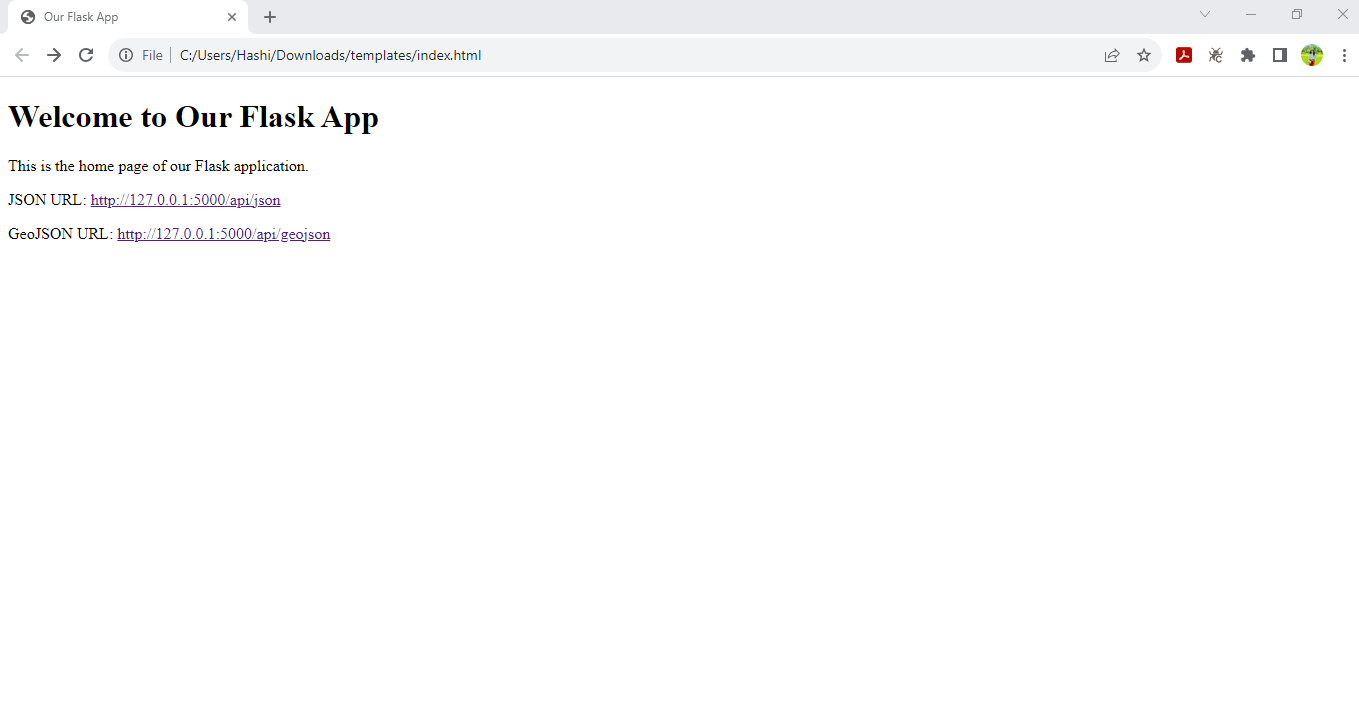 Our Flask App
File
C:/Users/Hashi/Downloads/templates/index.html
Welcome to Our Flask App
This is the home page of our Flask application.
JSON URL: http://127.0.0.1:5000/api/json
GeoJSON URL: http://127.0.0.1:5000/api/geojson